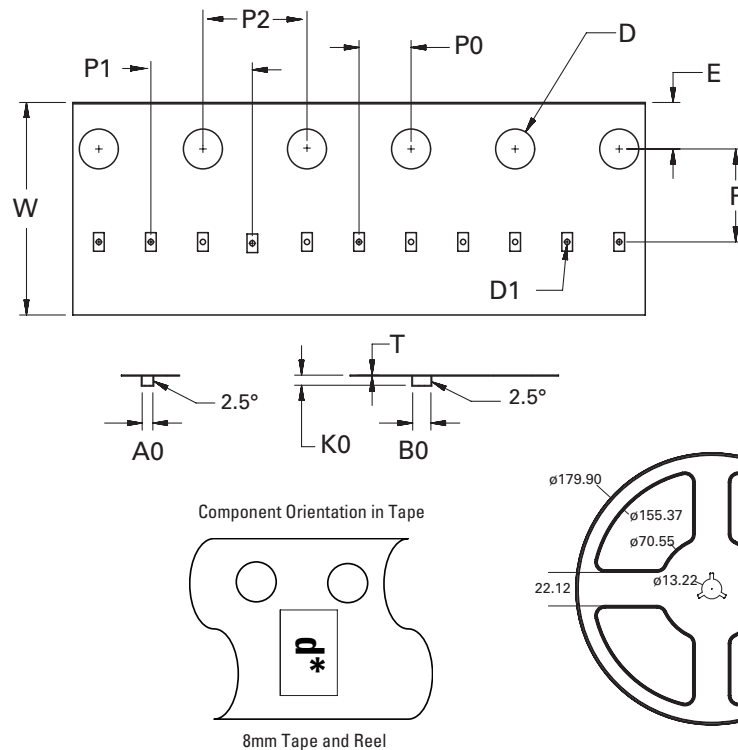 P2
P0
D
P1
E
W
D1
T
2.5°
2.5°
A0
K0
B0
Component Orientation in Tape
d*
8mm Tape and Reel
ø179.90
ø155.37
ø70.55
22.12
ø13.22